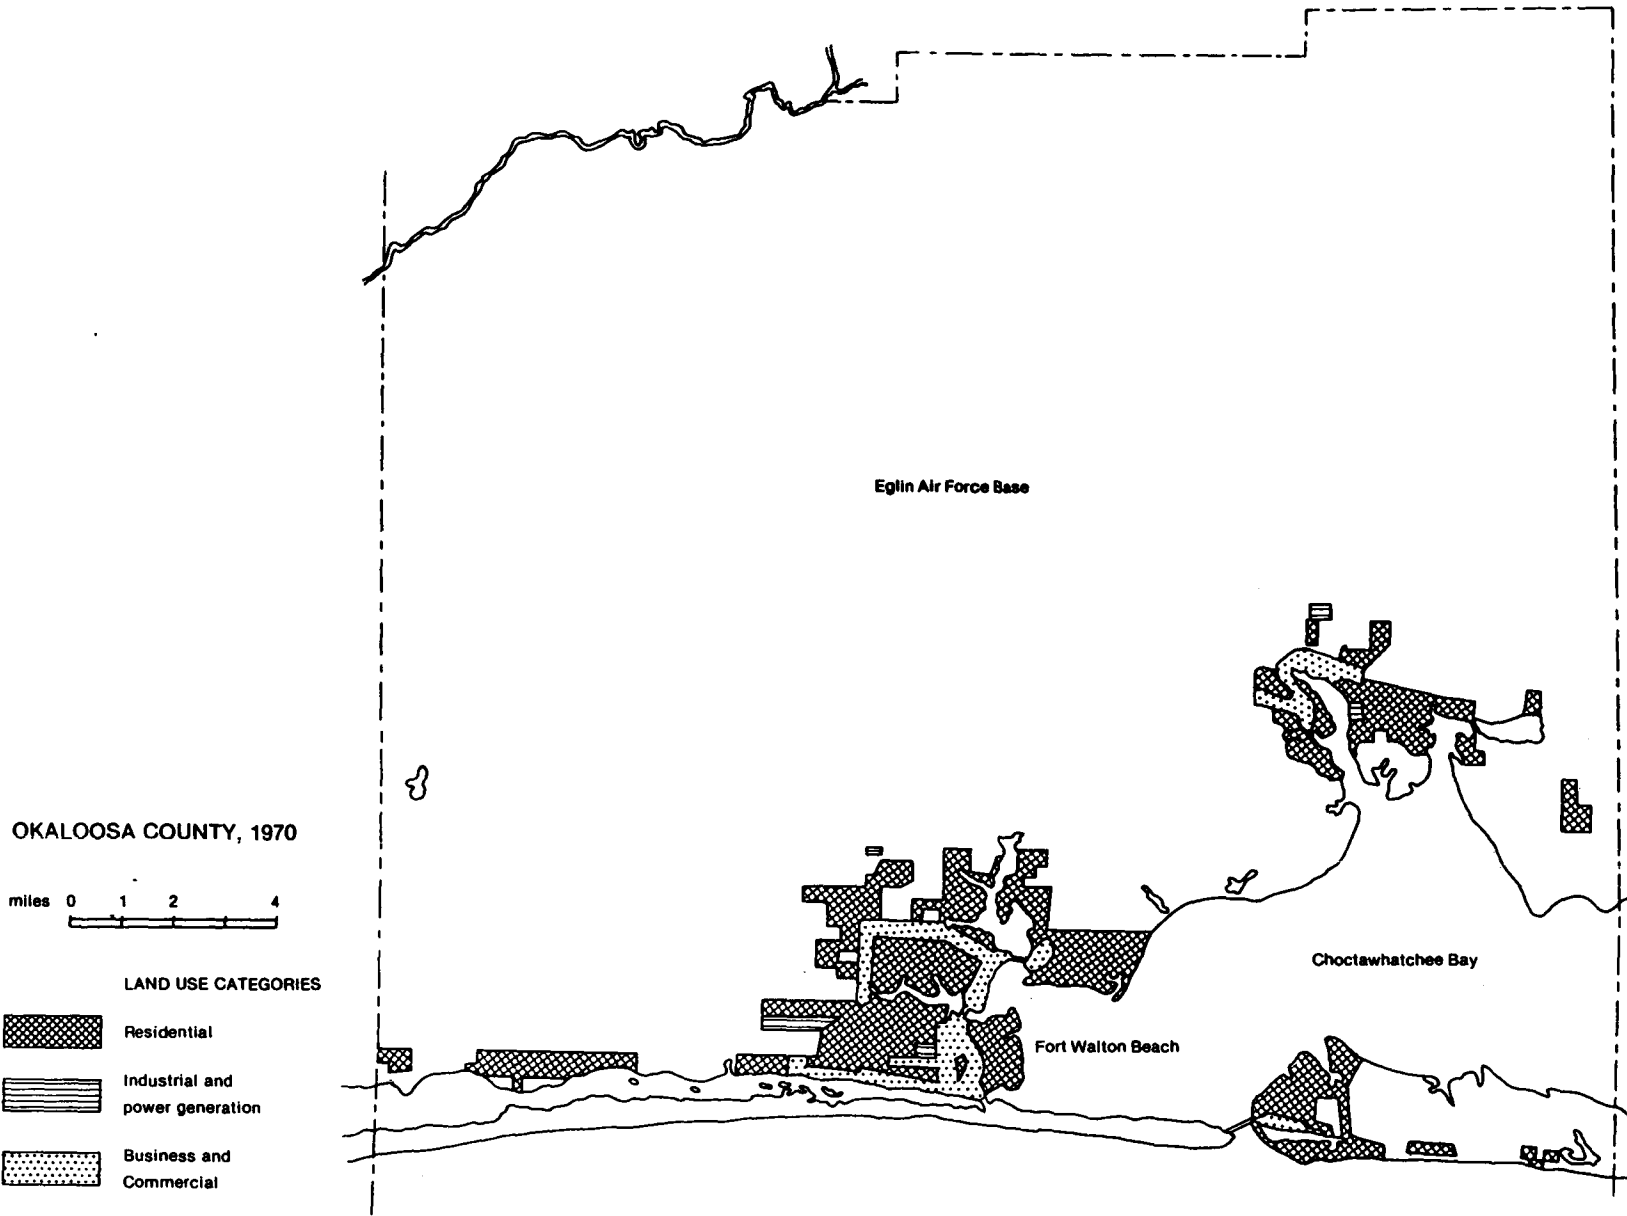 Eglin Air Force Base
OKALOOSA COUNTY, 1970
miles 0 1 2 4
LAND USE CATEGORIES
Residential
Industrial and
power generation
Business and
Commercial
Choctawhatchee Bay
Fort Walton Beach